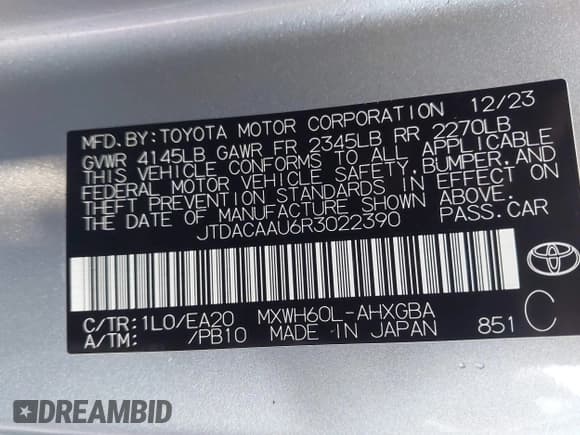 MFD. BY: TOYOTA MOTOR CORPORATION 12/23
GVWR 4145LB GAWR FR 2345LB RR 2270LB
THIS VEHICLE CONFORMS TO ALL APPLICABLE
FEDERAL MOTOR VEHICLE SAFETY, BUMPER, AND
THEFT PREVENTION STANDARDS IN EFFECT ON
THE DATE OF MANUFACTURE SHOWN ABOVE.
JTDACAAU6R3022390 PASS. CAR
C/TR: 1L0/EA20 MXWH60L-AHXGBA
A/TM: /PB10 MADE IN JAPAN 851 C
DREAMBID